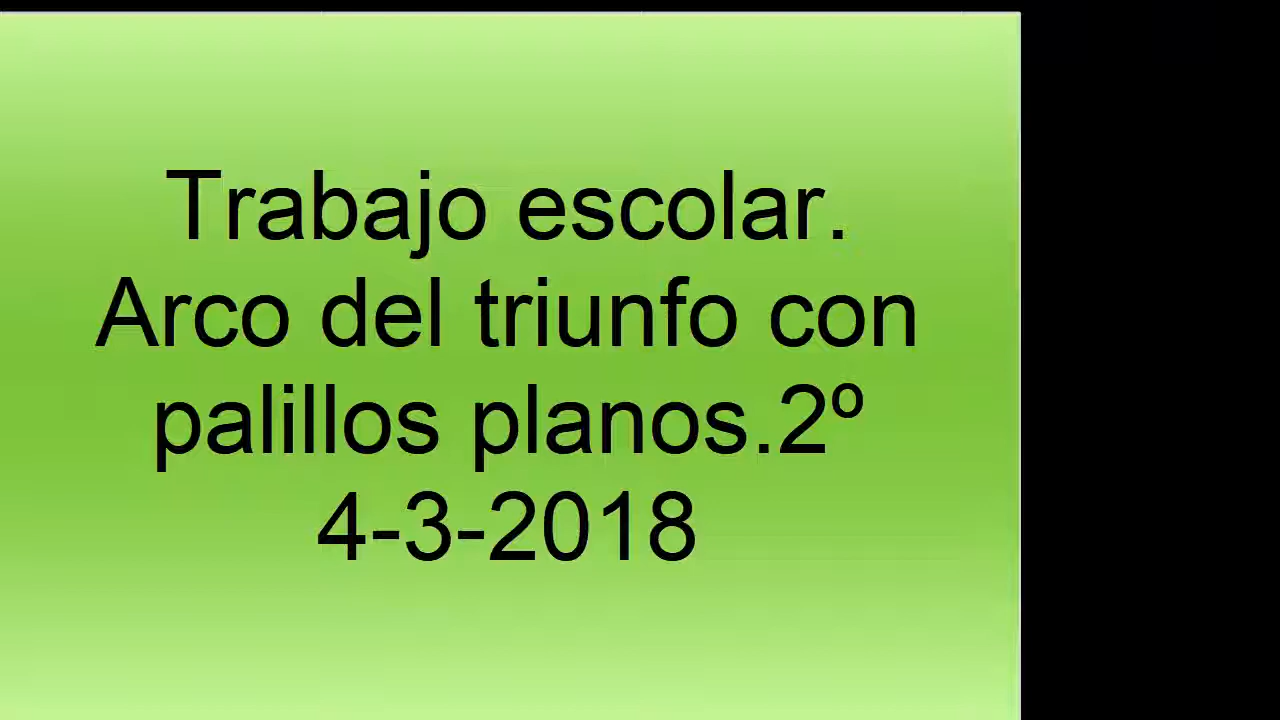 Trabajo escolar.
Arco del triunfo con
palillos planos.2º
4-3-2018